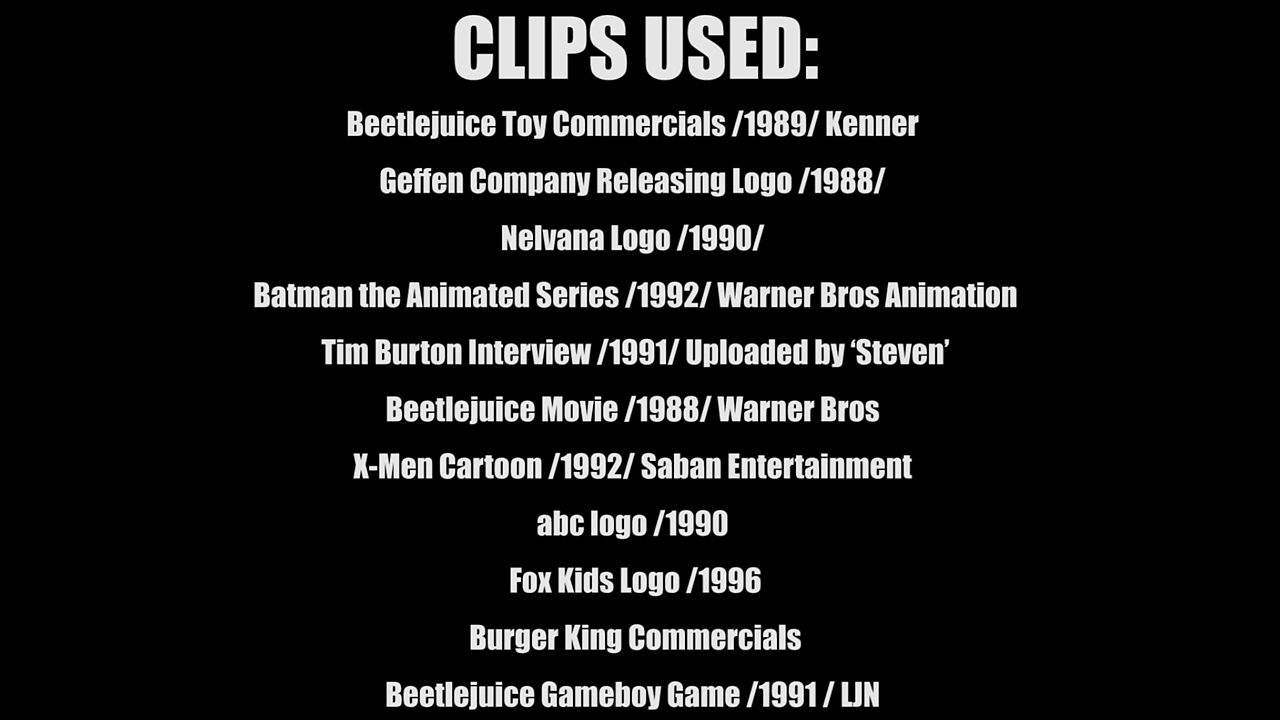 CLIPS USED:
Beetlejuice Toy Commercials /1989/ Kenner
Geffen Company Releasing Logo /1988/
Nelvana Logo /1990/
Batman the Animated Series /1992/ Warner Bros Animation
Tim Burton Interview /1991/ Uploaded by ‘Steven’
Beetlejuice Movie /1988/ Warner Bros
X-Men Cartoon /1992/ Saban Entertainment
abc logo /1990
Fox Kids Logo /1996
Burger King Commercials
Beetlejuice Gameboy Game /1991 / LJN